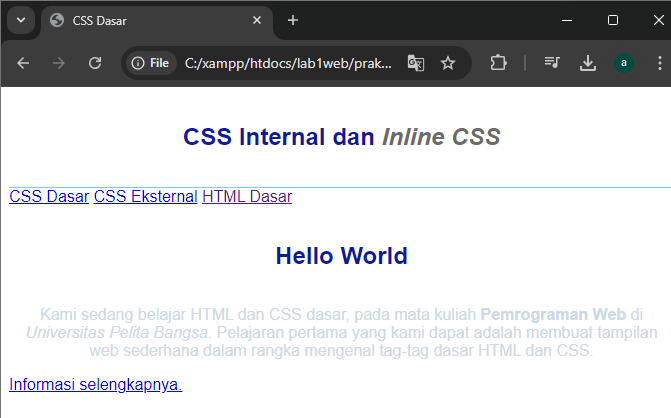 CSS Dasar
File C:/xampp/htdocs/lab1web/prak...
a
CSS Internal dan Inline CSS
CSS Dasar CSS Eksternal HTML Dasar
Hello World
Kami sedang belajar HTML dan CSS dasar, pada mata kuliah Pemrograman Web di
Universitas Pelita Bangsa. Pelajaran pertama yang kami dapat adalah membuat tampilan
web sederhana dalam rangka mengenal tag-tag dasar HTML dan CSS.
Informasi selengkapnya.